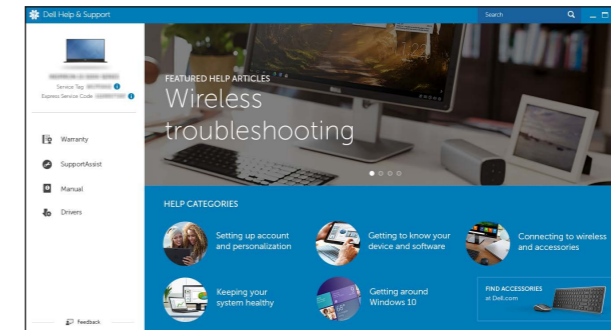 Dell Help & Support
Search
Service Tag:
Express Service Code:
Warranty
SupportAssist
Manual
Drivers
Feedback
FEATURED HELP ARTICLES
Wireless
troubleshooting
HELP CATEGORIES
Setting up account
and personalization
Getting to know your
device and software
Connecting to wireless
and accessories
Keeping your
system healthy
Getting around
Windows 10
FIND ACCESSORIES
at Dell.com